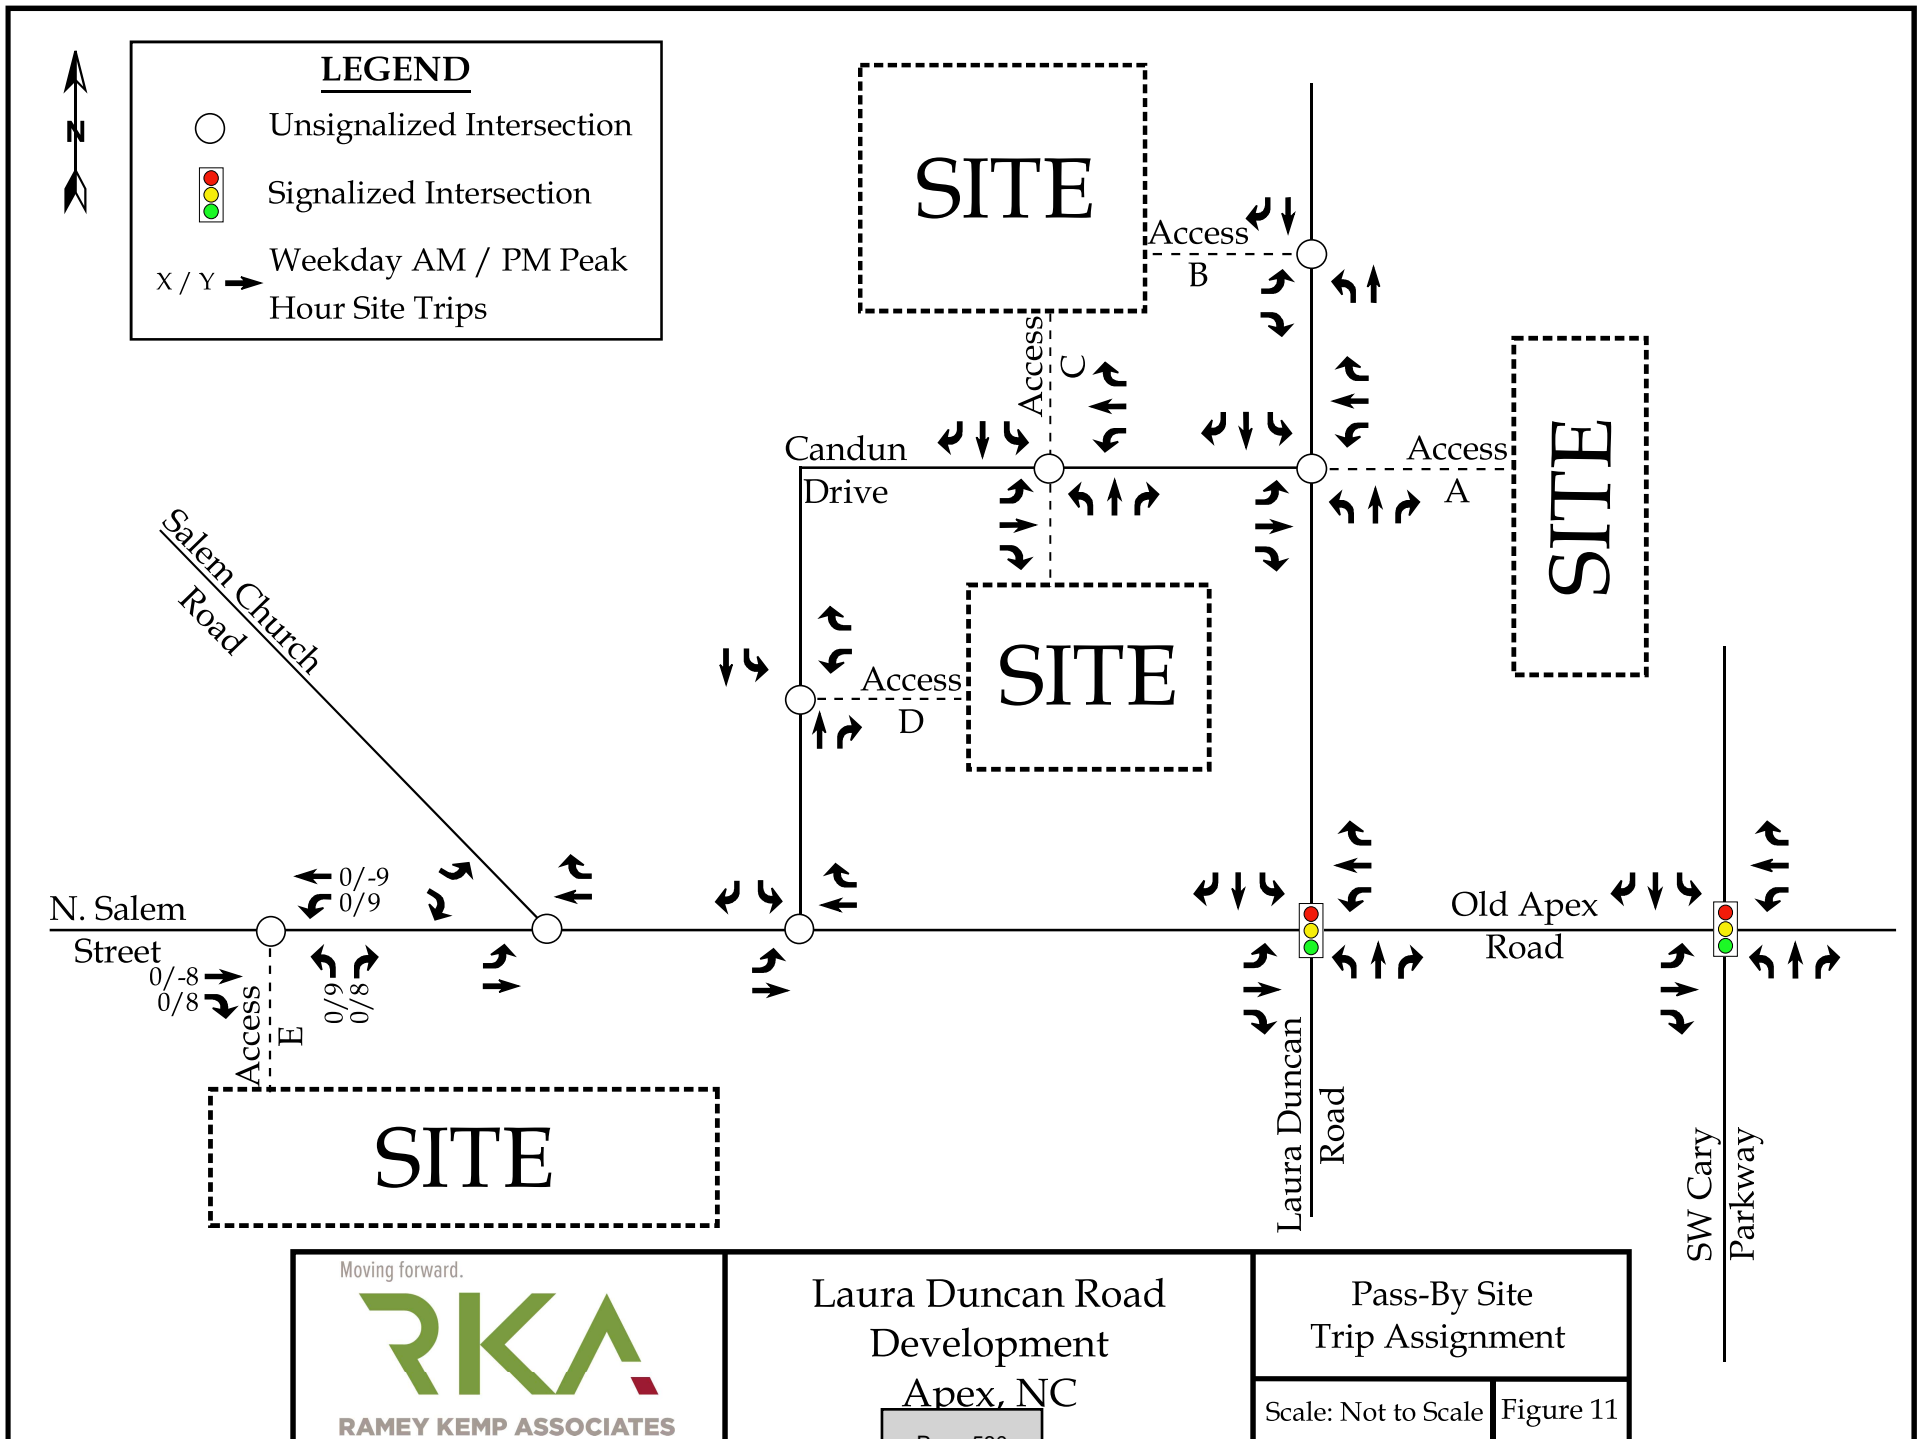 LEGEND
Unsignalized Intersection
Signalized Intersection
X / Y
Weekday AM / PM Peak
Hour Site Trips
N
SITE
Access
B
Access
C
Candun
Drive
Access
A
SITE
Salem Church
Road
SITE
Access
D
0/-9
0/9
N. Salem
Street
0/-8
0/8
0/9
0/8
Access
E
Old Apex
Road
Laura Duncan
Road
SW Cary
Parkway
SITE
Moving forward.
RKA
RAMEY KEMP ASSOCIATES
Laura Duncan Road
Development
Apex, NC
Pass-By Site
Trip Assignment
Scale: Not to Scale
Figure 11